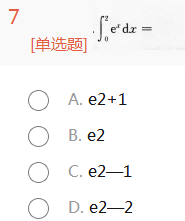 7
[单选题] . ∫₀² eˣ dx =
A. e2+1
B. e2
C. e2—1
D. e2—2